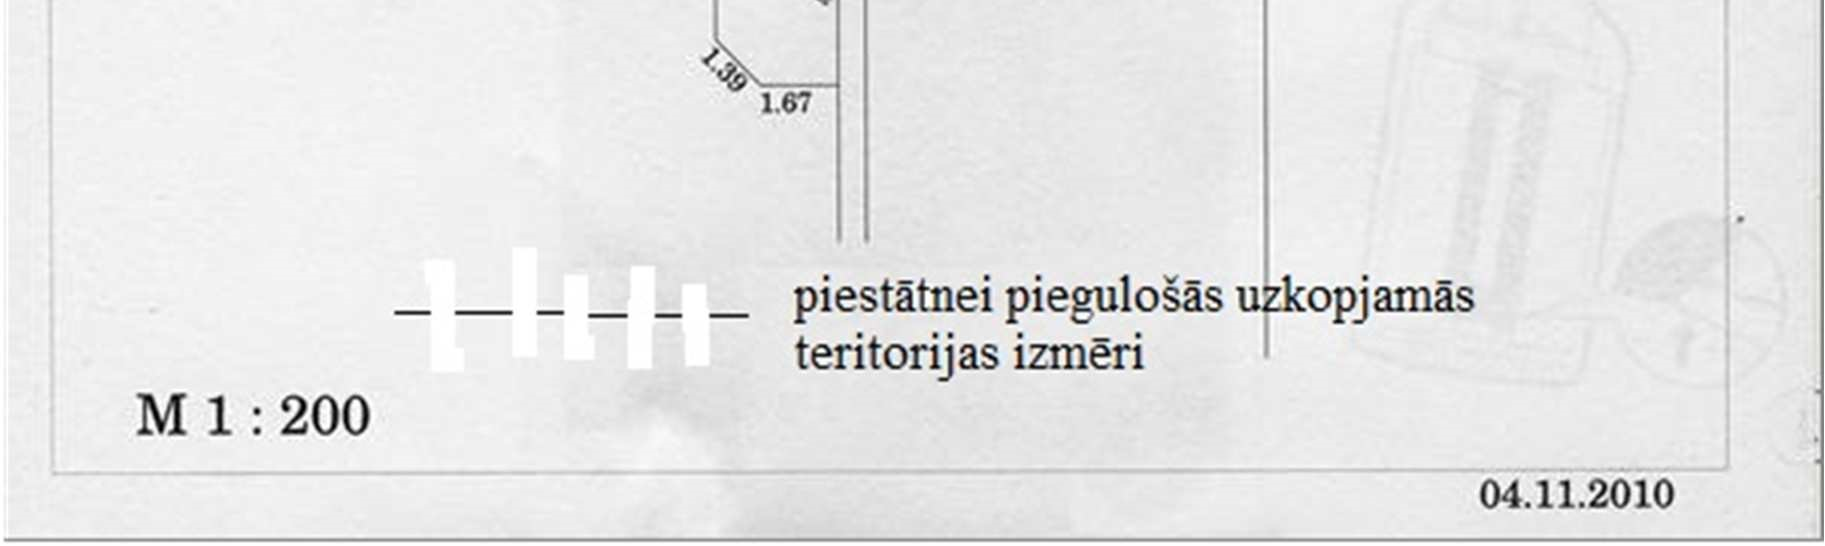 1.39
1.67
piestātnei piegulošās uzkopjamās
teritorijas izmēri
M 1 : 200
04.11.2010